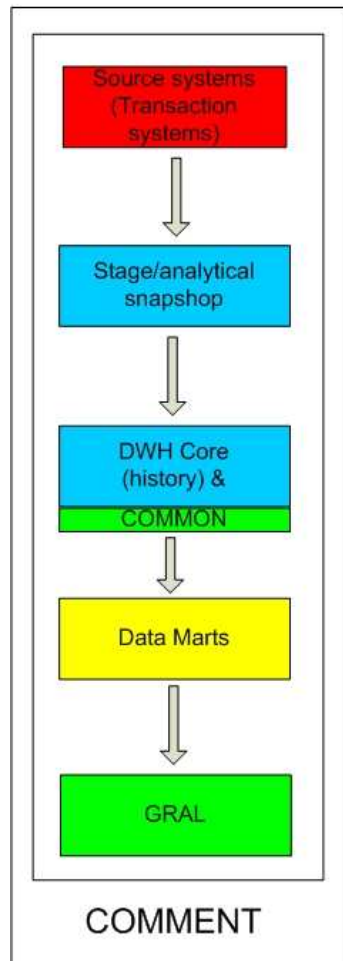 Source systems
(Transaction
systems)
Stage/analytical
snapshop
DWH Core
(history) &
COMMON
Data Marts
GRAL
COMMENT